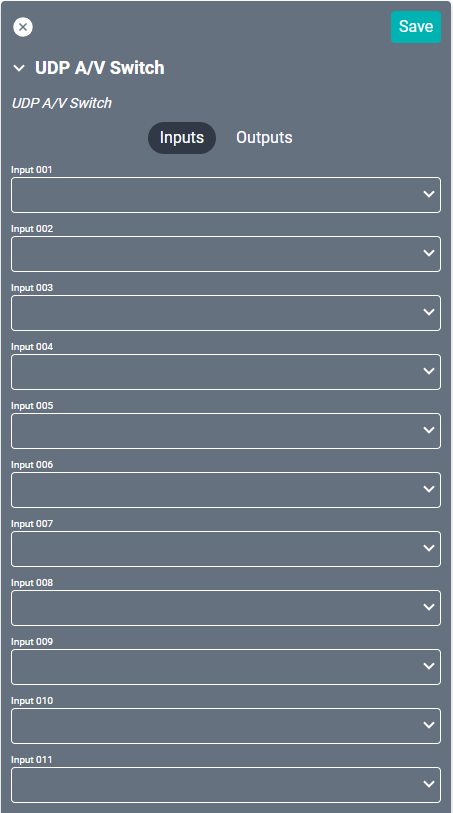 Save
UDP A/V Switch
UDP A/V Switch
Inputs Outputs
Input 001
Input 002
Input 003
Input 004
Input 005
Input 006
Input 007
Input 008
Input 009
Input 010
Input 011